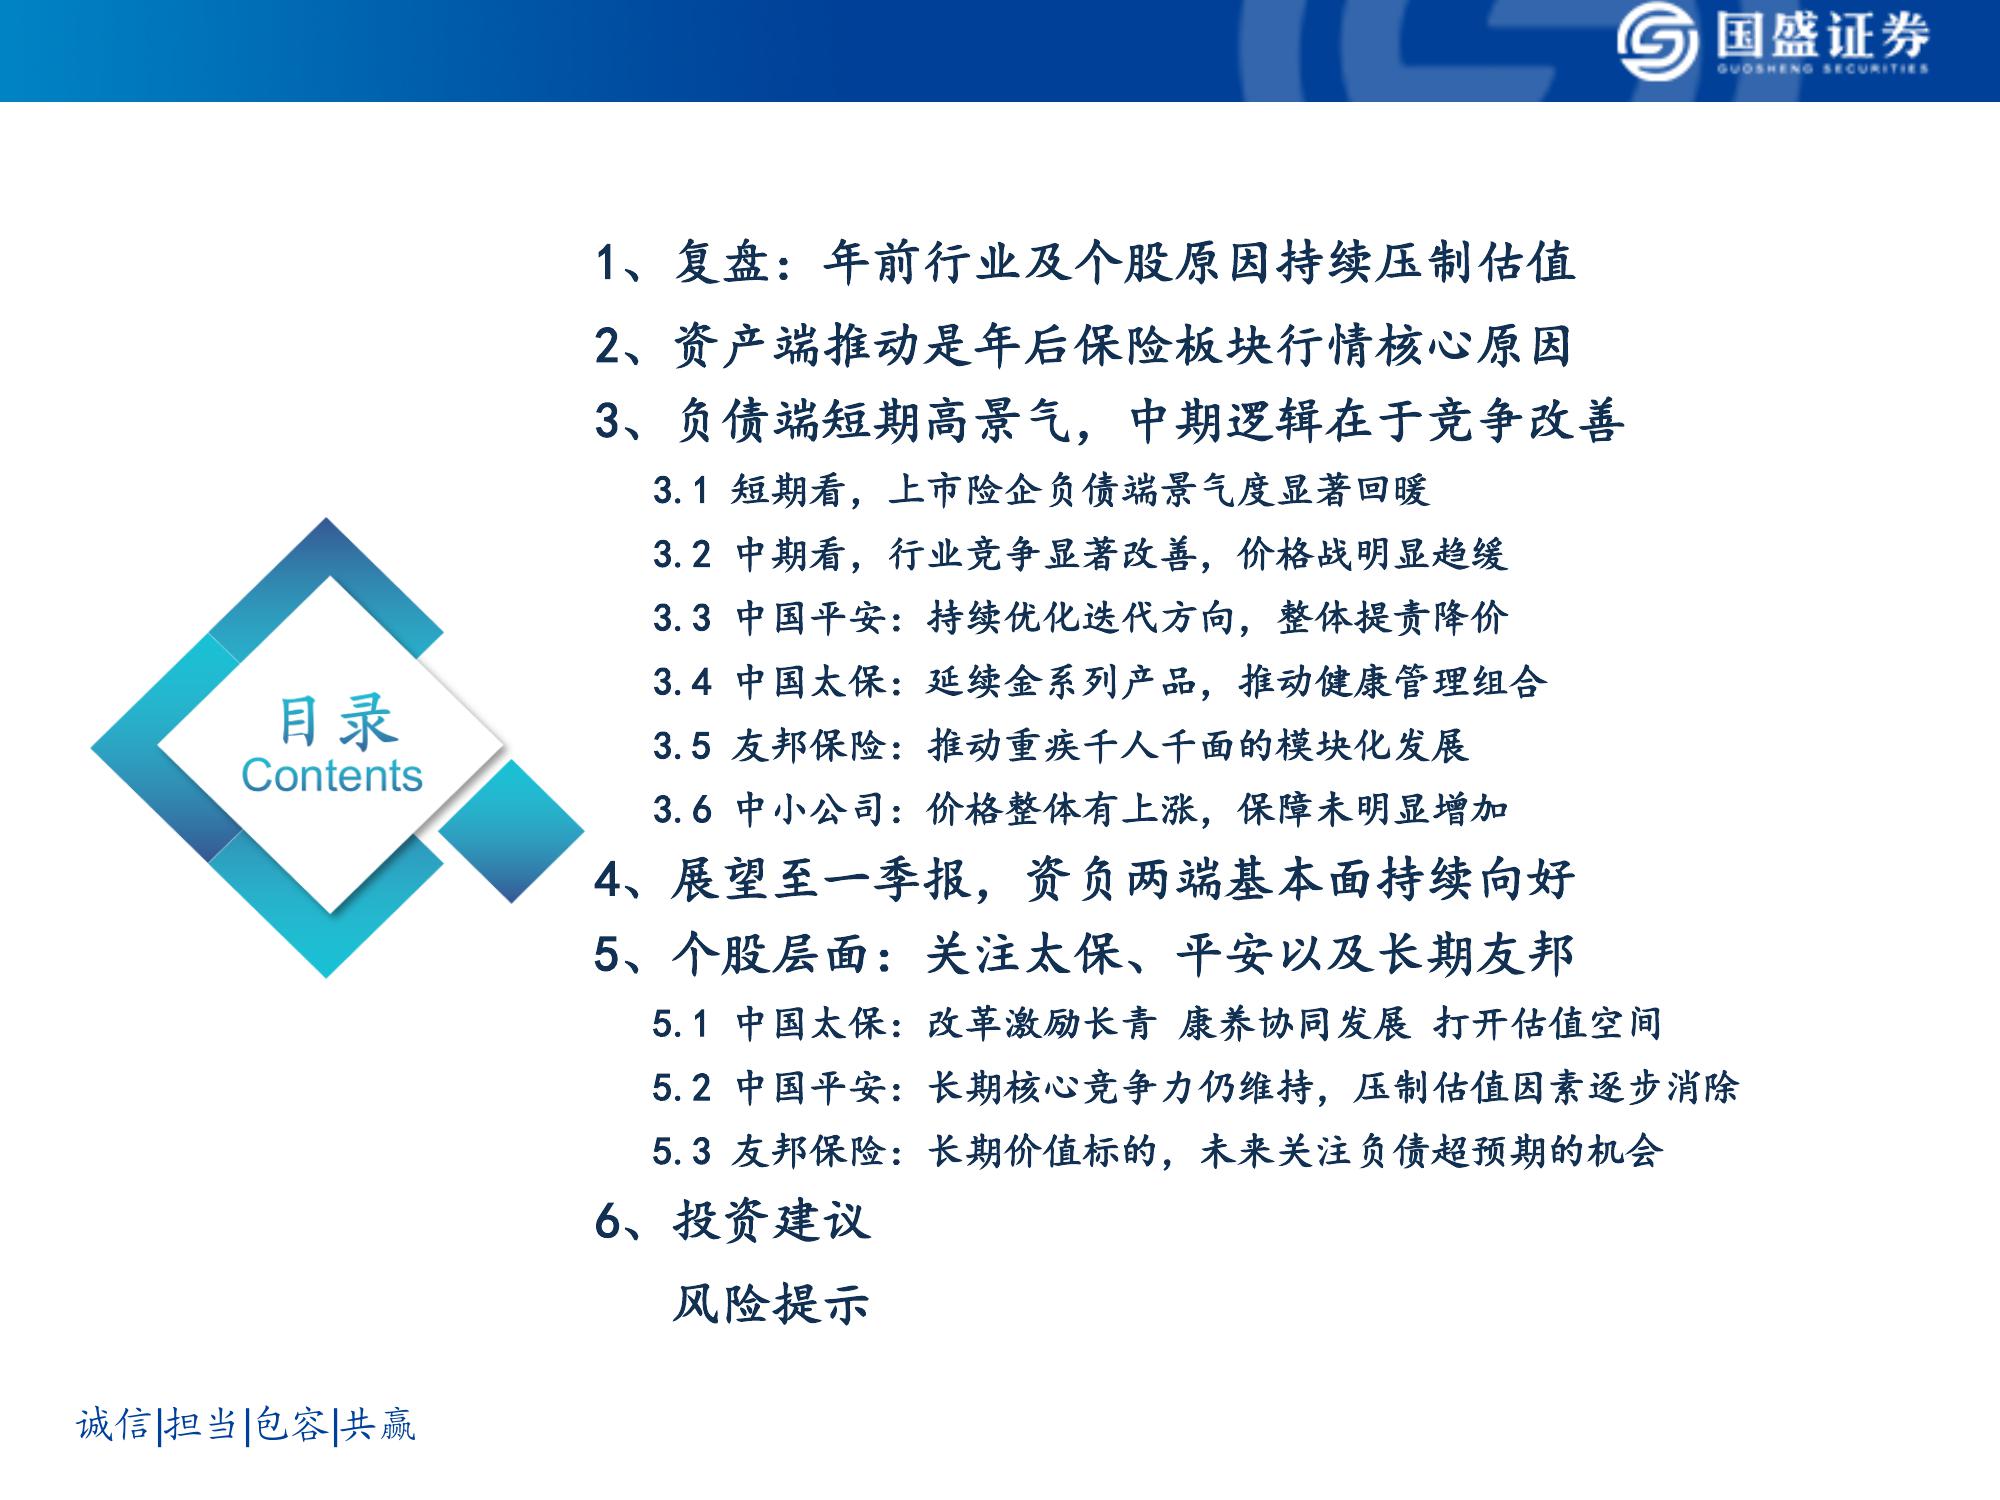 国盛证券
GUOSHENG SECURITIES
目录
Contents
1、复盘：年前行业及个股原因持续压制估值
2、资产端推动是年后保险板块行情核心原因
3、负债端短期高景气，中期逻辑在于竞争改善
3.1 短期看，上市险企负债端景气度显著回暖
3.2 中期看，行业竞争显著改善，价格战明显趋缓
3.3 中国平安：持续优化迭代方向，整体提责降价
3.4 中国太保：延续金系列产品，推动健康管理组合
3.5 友邦保险：推动重疾千人千面的模块化发展
3.6 中小公司：价格整体有上涨，保障未明显增加
4、展望至一季报，资负两端基本面持续向好
5、个股层面：关注太保、平安以及长期友邦
5.1 中国太保：改革激励长青 康养协同发展 打开估值空间
5.2 中国平安：长期核心竞争力仍维持，压制估值因素逐步消除
5.3 友邦保险：长期价值标的，未来关注负债超预期的机会
6、投资建议
风险提示
诚信|担当|包容|共赢